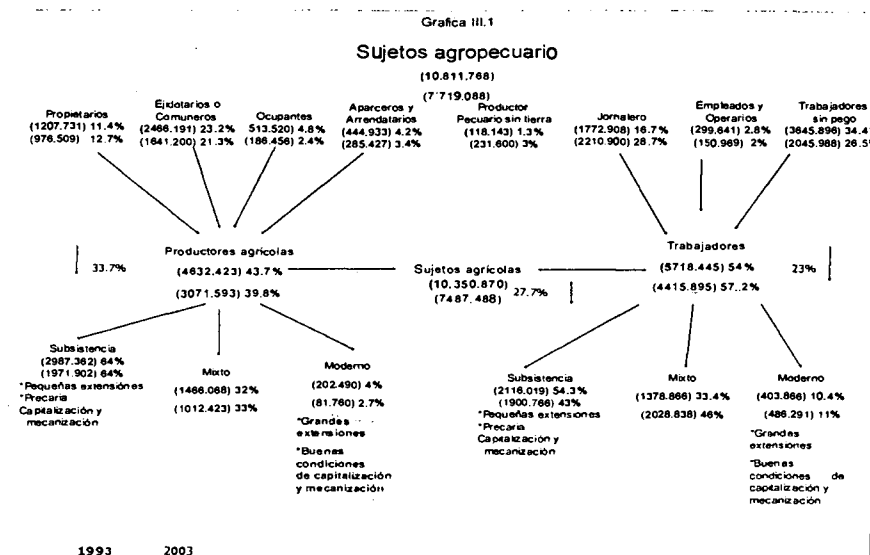 Grafica III.1
Sujetos agropecuario
(10.811.768)
(7'719.088)
Propietarios
(1207.731) 11.4%
(976.509) 12.7%
Ejidotarios o
Comuneros
(2466.191) 23.2%
(1641.200) 21.3%
Ocupantes
513.520) 4.8%
(186.456) 2.4%
Aparceros y
Arrendatarios
(444.933) 4.2%
(285.427) 3.4%
Productor
Pecuario sin tierra
(118.143) 1.3%
(231.600) 3%
Jornalero
(1772.908) 16.7%
(2210.900) 28.7%
Empleados y
Operarios
(299.641) 2.8%
(150.969) 2%
Trabajadores
sin pego
(3645.896) 34.4
(2045.988) 26.5%
33.7%
Productores agrícolas
(4632.423) 43.7%
(3071.593) 39.8%
Sujetos agrícolas
(10,350.870)
(7487.488)
27.7%
Trabajadores
(5718.445) 54%
(4415.895) 57..2%
23%
Subsistencia
(2987.362) 64%
(1971.902) 64%
*Pequeñas extensiónes
*Precaria
Capitalización y
mecanización
Mixto
(1466.068) 32%
(1012.423) 33%
Moderno
(202.490) 4%
(81.760) 2.7%
*Grandes
extensiones
*Buenas
condiciones
de capitalización
y mecanización
Subsistencia
(2116.019) 54.3%
(1900.766) 43%
*Pequeñas extensiones
*Precaria
Capitalización y
mecanización
Mixto
(1378.866) 33.4%
(2028.838) 46%
Moderno
(403.866) 10.4%
(486.291) 11%
*Grandes
extensiones
*Buenas
condiciones de
capitalización y
mecanización
1993 2003